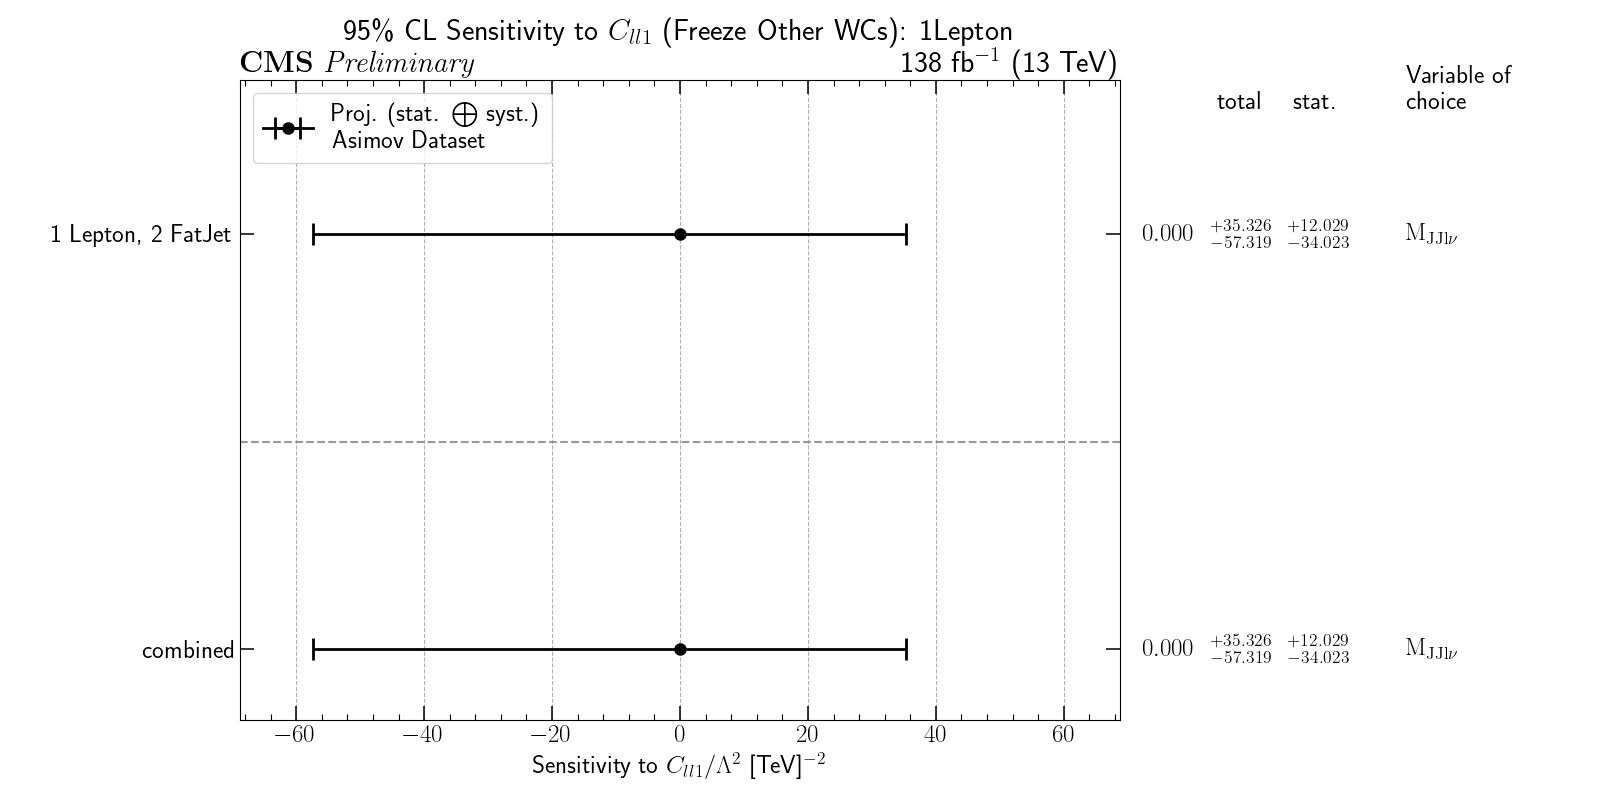 95% CL Sensitivity to C_{ll1} (Freeze Other WCs): 1Lepton
CMS Preliminary 138 fb^{−1} (13 TeV)
Variable of
total stat. choice
Proj. (stat. ⨁ syst.)
Asimov Dataset
1 Lepton, 2 FatJet 0.000 +35.326 −57.319 +12.029 −34.023 M_{JJlν}
combined 0.000 +35.326 −57.319 +12.029 −34.023 M_{JJlν}
−60 −40 −20 0 20 40 60
Sensitivity to C_{ll1}/Λ^2 [TeV]^{−2}